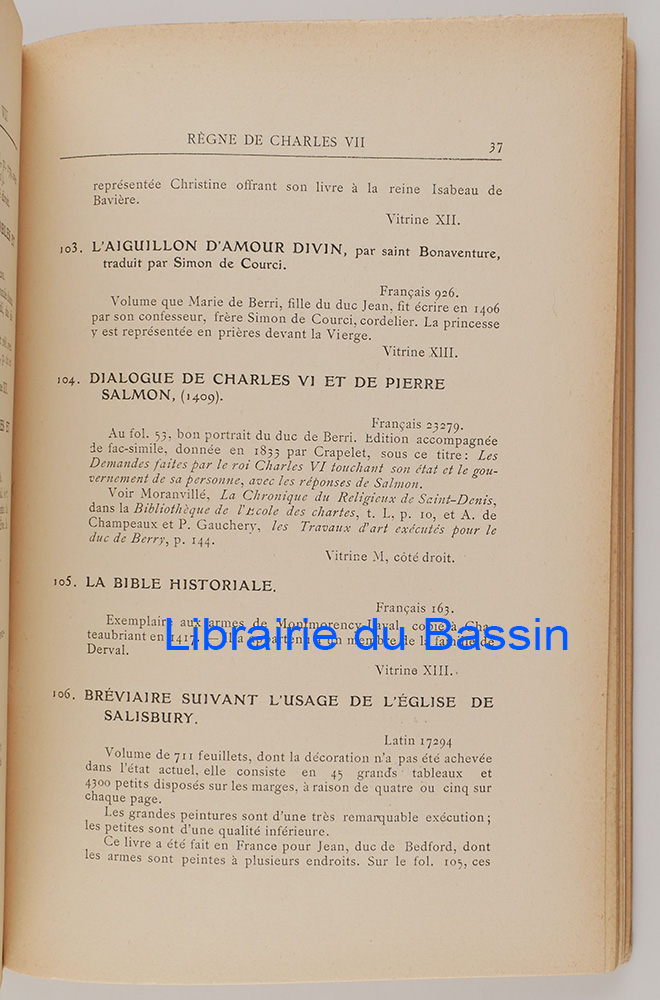 RÈGNE DE CHARLES VII 37
représentée Christine offrant son livre à la reine Isabeau de
Bavière.
Vitrine XII.
103. L'AIGUILLON D'AMOUR DIVIN, par saint Bonaventure,
traduit par Simon de Courci.
Français 926.
Volume que Marie de Berri, fille du duc Jean, fit écrire en 1406
par son confesseur, frère Simon de Courci, cordelier. La princesse
y est représentée en prières devant la Vierge.
Vitrine XIII.
104. DIALOGUE DE CHARLES VI ET DE PIERRE
SALMON, (1409).
Français 23279.
Au fol. 53, bon portrait du duc de Berri. Edition accompagnée
de fac-simile, donnée en 1833 par Crapelet, sous ce titre: Les
Demandes faites par le roi Charles VI touchant son état et le gou-
vernement de sa personne, avec les réponses de Salmon.
Voir Moranvillé, La Chronique du Religieux de Saint-Denis,
dans la Bibliothèque de l'Ecole des chartes, t. L, p. 10, et A. de
Champeaux et P. Gauchery, les Travaux d'art exécutés pour le
duc de Berry, p. 144.
Vitrine M, côté droit.
105. LA BIBLE HISTORIALE.
Français 163.
Exemplaire aux armes de Montmorency-Laval, copié à Cha-
teaubriant en 1417. — Il a appartenu à un membre de la famille de
Derval.
Librairie du Bassin
Vitrine XIII.
106. BRÉVIAIRE SUIVANT L'USAGE DE L'ÉGLISE DE
SALISBURY.
Latin 17294
Volume de 711 feuillets, dont la décoration n'a pas été achevée
dans l'état actuel, elle consiste en 45 grands tableaux et
4300 petits disposés sur les marges, à raison de quatre ou cinq sur
chaque page.
Les grandes peintures sont d'une très remarquable exécution;
les petites sont d'une qualité inférieure.
Ce livre a été fait en France pour Jean, duc de Bedford, dont
les armes sont peintes à plusieurs endroits. Sur le fol. 105, ces